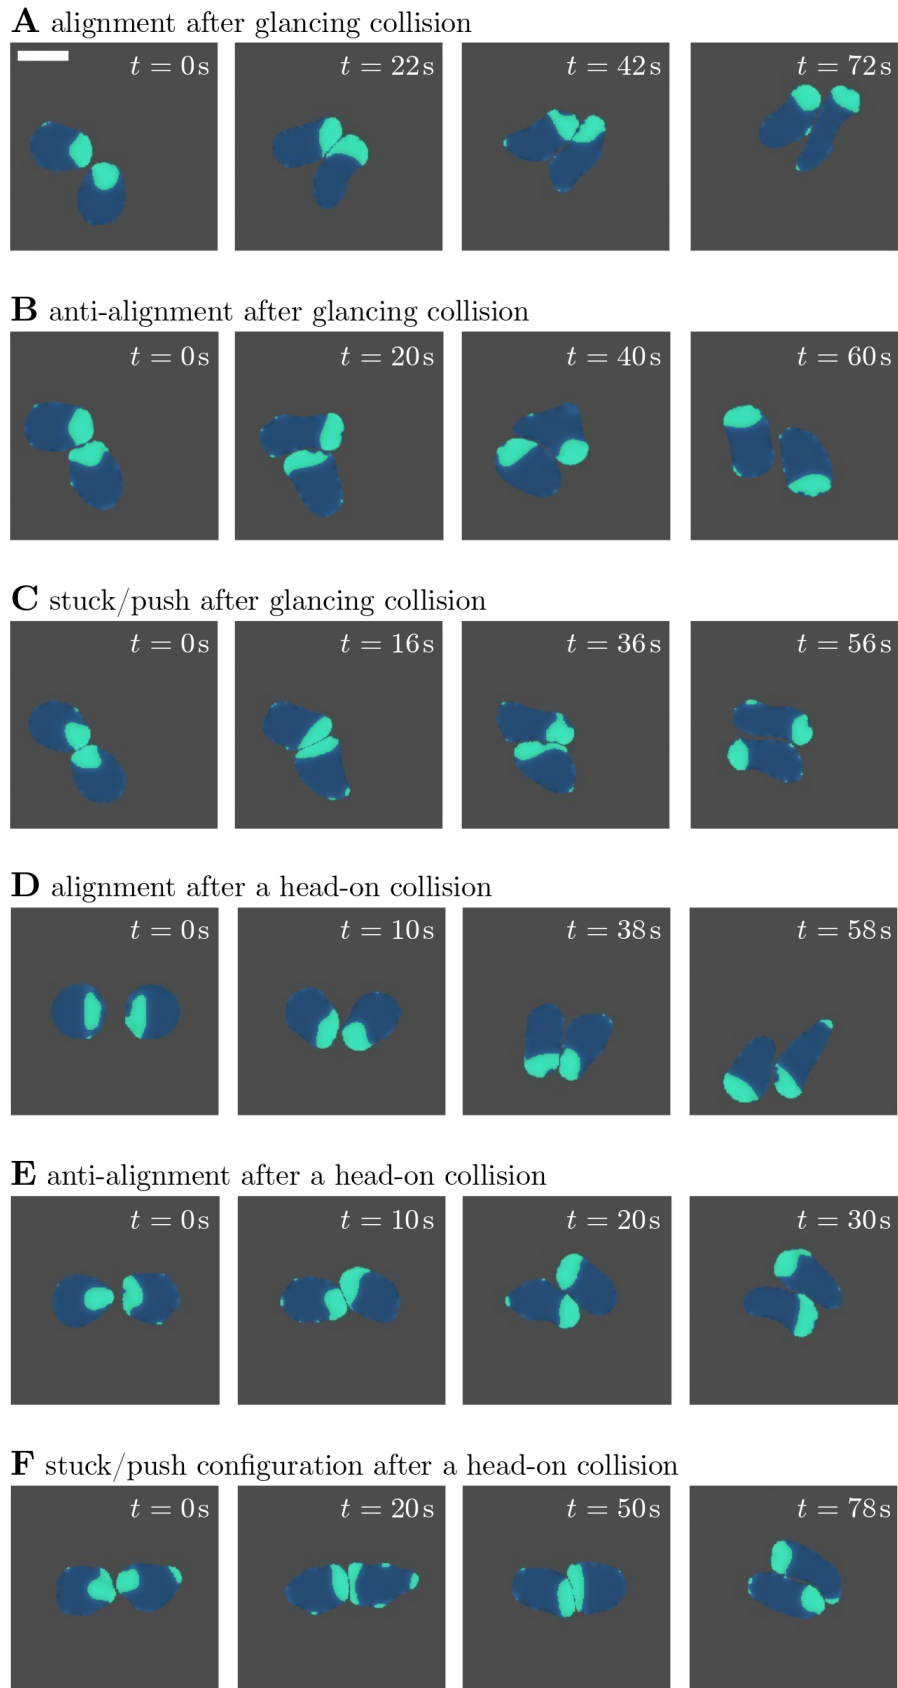 A alignment after glancing collision
t = 0s t = 22s t = 42s t = 72s
B anti-alignment after glancing collision
t = 0s t = 20s t = 40s t = 60s
C stuck/push after glancing collision
t = 0s t = 16s t = 36s t = 56s
D alignment after a head-on collision
t = 0s t = 10s t = 38s t = 58s
E anti-alignment after a head-on collision
t = 0s t = 10s t = 20s t = 30s
F stuck/push configuration after a head-on collision
t = 0s t = 20s t = 50s t = 78s